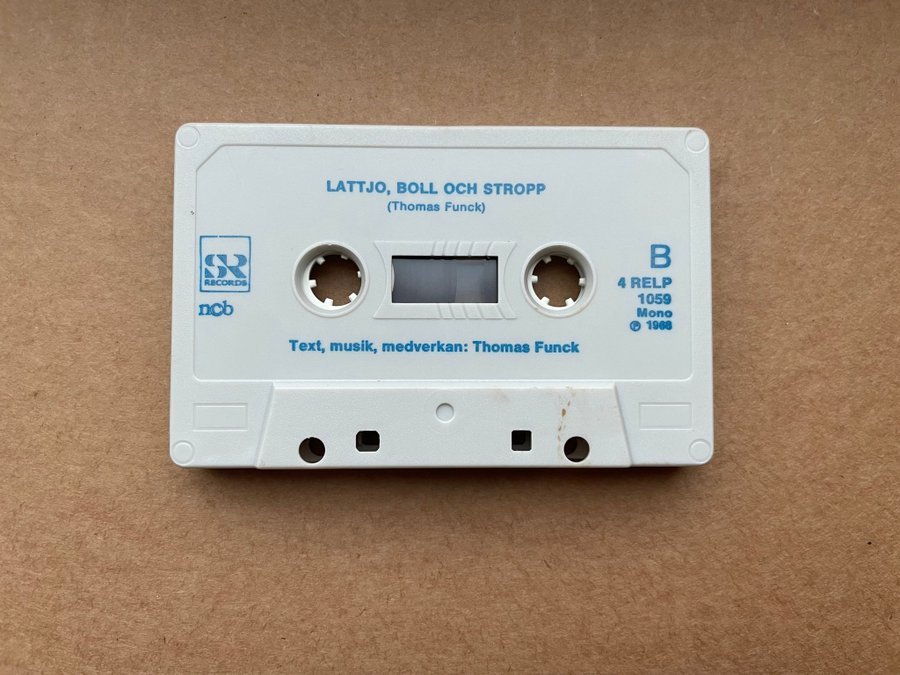 LATTJO, BOLL OCH STROPP
(Thomas Funck)
SR
RECORDS
ncb
B
4 RELP
1059
Mono
℗ 1968
Text, musik, medverkan: Thomas Funck